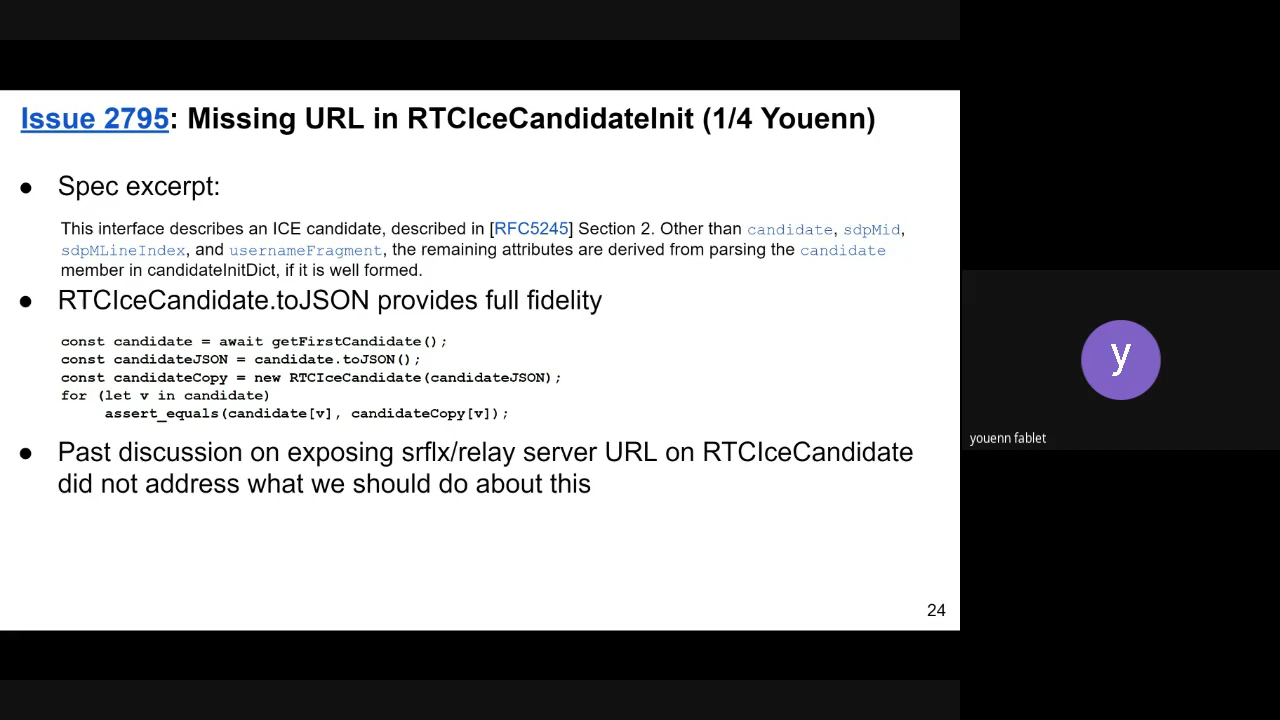 Issue 2795: Missing URL in RTCIceCandidateInit (1/4 Youenn)
● Spec excerpt:
This interface describes an ICE candidate, described in [RFC5245] Section 2. Other than candidate, sdpMid,
sdpMLineIndex, and usernameFragment, the remaining attributes are derived from parsing the candidate
member in candidateInitDict, if it is well formed.
● RTCIceCandidate.toJSON provides full fidelity
const candidate = await getFirstCandidate();
const candidateJSON = candidate.toJSON();
const candidateCopy = new RTCIceCandidate(candidateJSON);
for (let v in candidate)
assert_equals(candidate[v], candidateCopy[v]);
● Past discussion on exposing srflx/relay server URL on RTCIceCandidate
did not address what we should do about this
24
y
youenn fablet